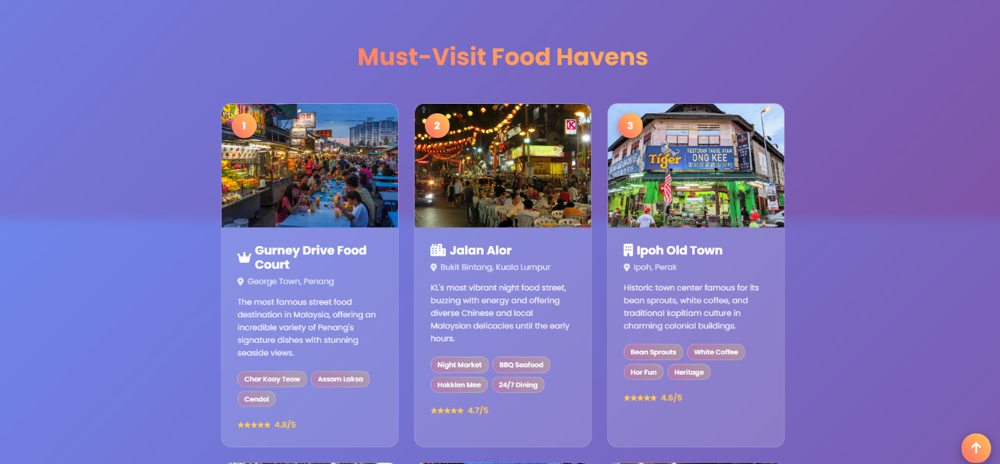 Must-Visit Food Havens
1
2
3
Tiger
RESTORAN TAUGE AYAM
ONG KEE
Gurney Drive Food
Court
George Town, Penang
The most famous street food
destination in Malaysia, offering an
incredible variety of Penang's
signature dishes with stunning
seaside views.
Char Koay Teow
Assam Laksa
Cendol
4.8/5
Jalan Alor
Bukit Bintang, Kuala Lumpur
KL's most vibrant night food street,
buzzing with energy and offering
diverse Chinese and local
Malaysian delicacies until the early
hours.
Night Market
BBQ Seafood
Hokkien Mee
24/7 Dining
4.7/5
Ipoh Old Town
Ipoh, Perak
Historic town center famous for its
bean sprouts, white coffee, and
traditional kopitiam culture in
charming colonial buildings.
Bean Sprouts
White Coffee
Hor Fun
Heritage
4.6/5